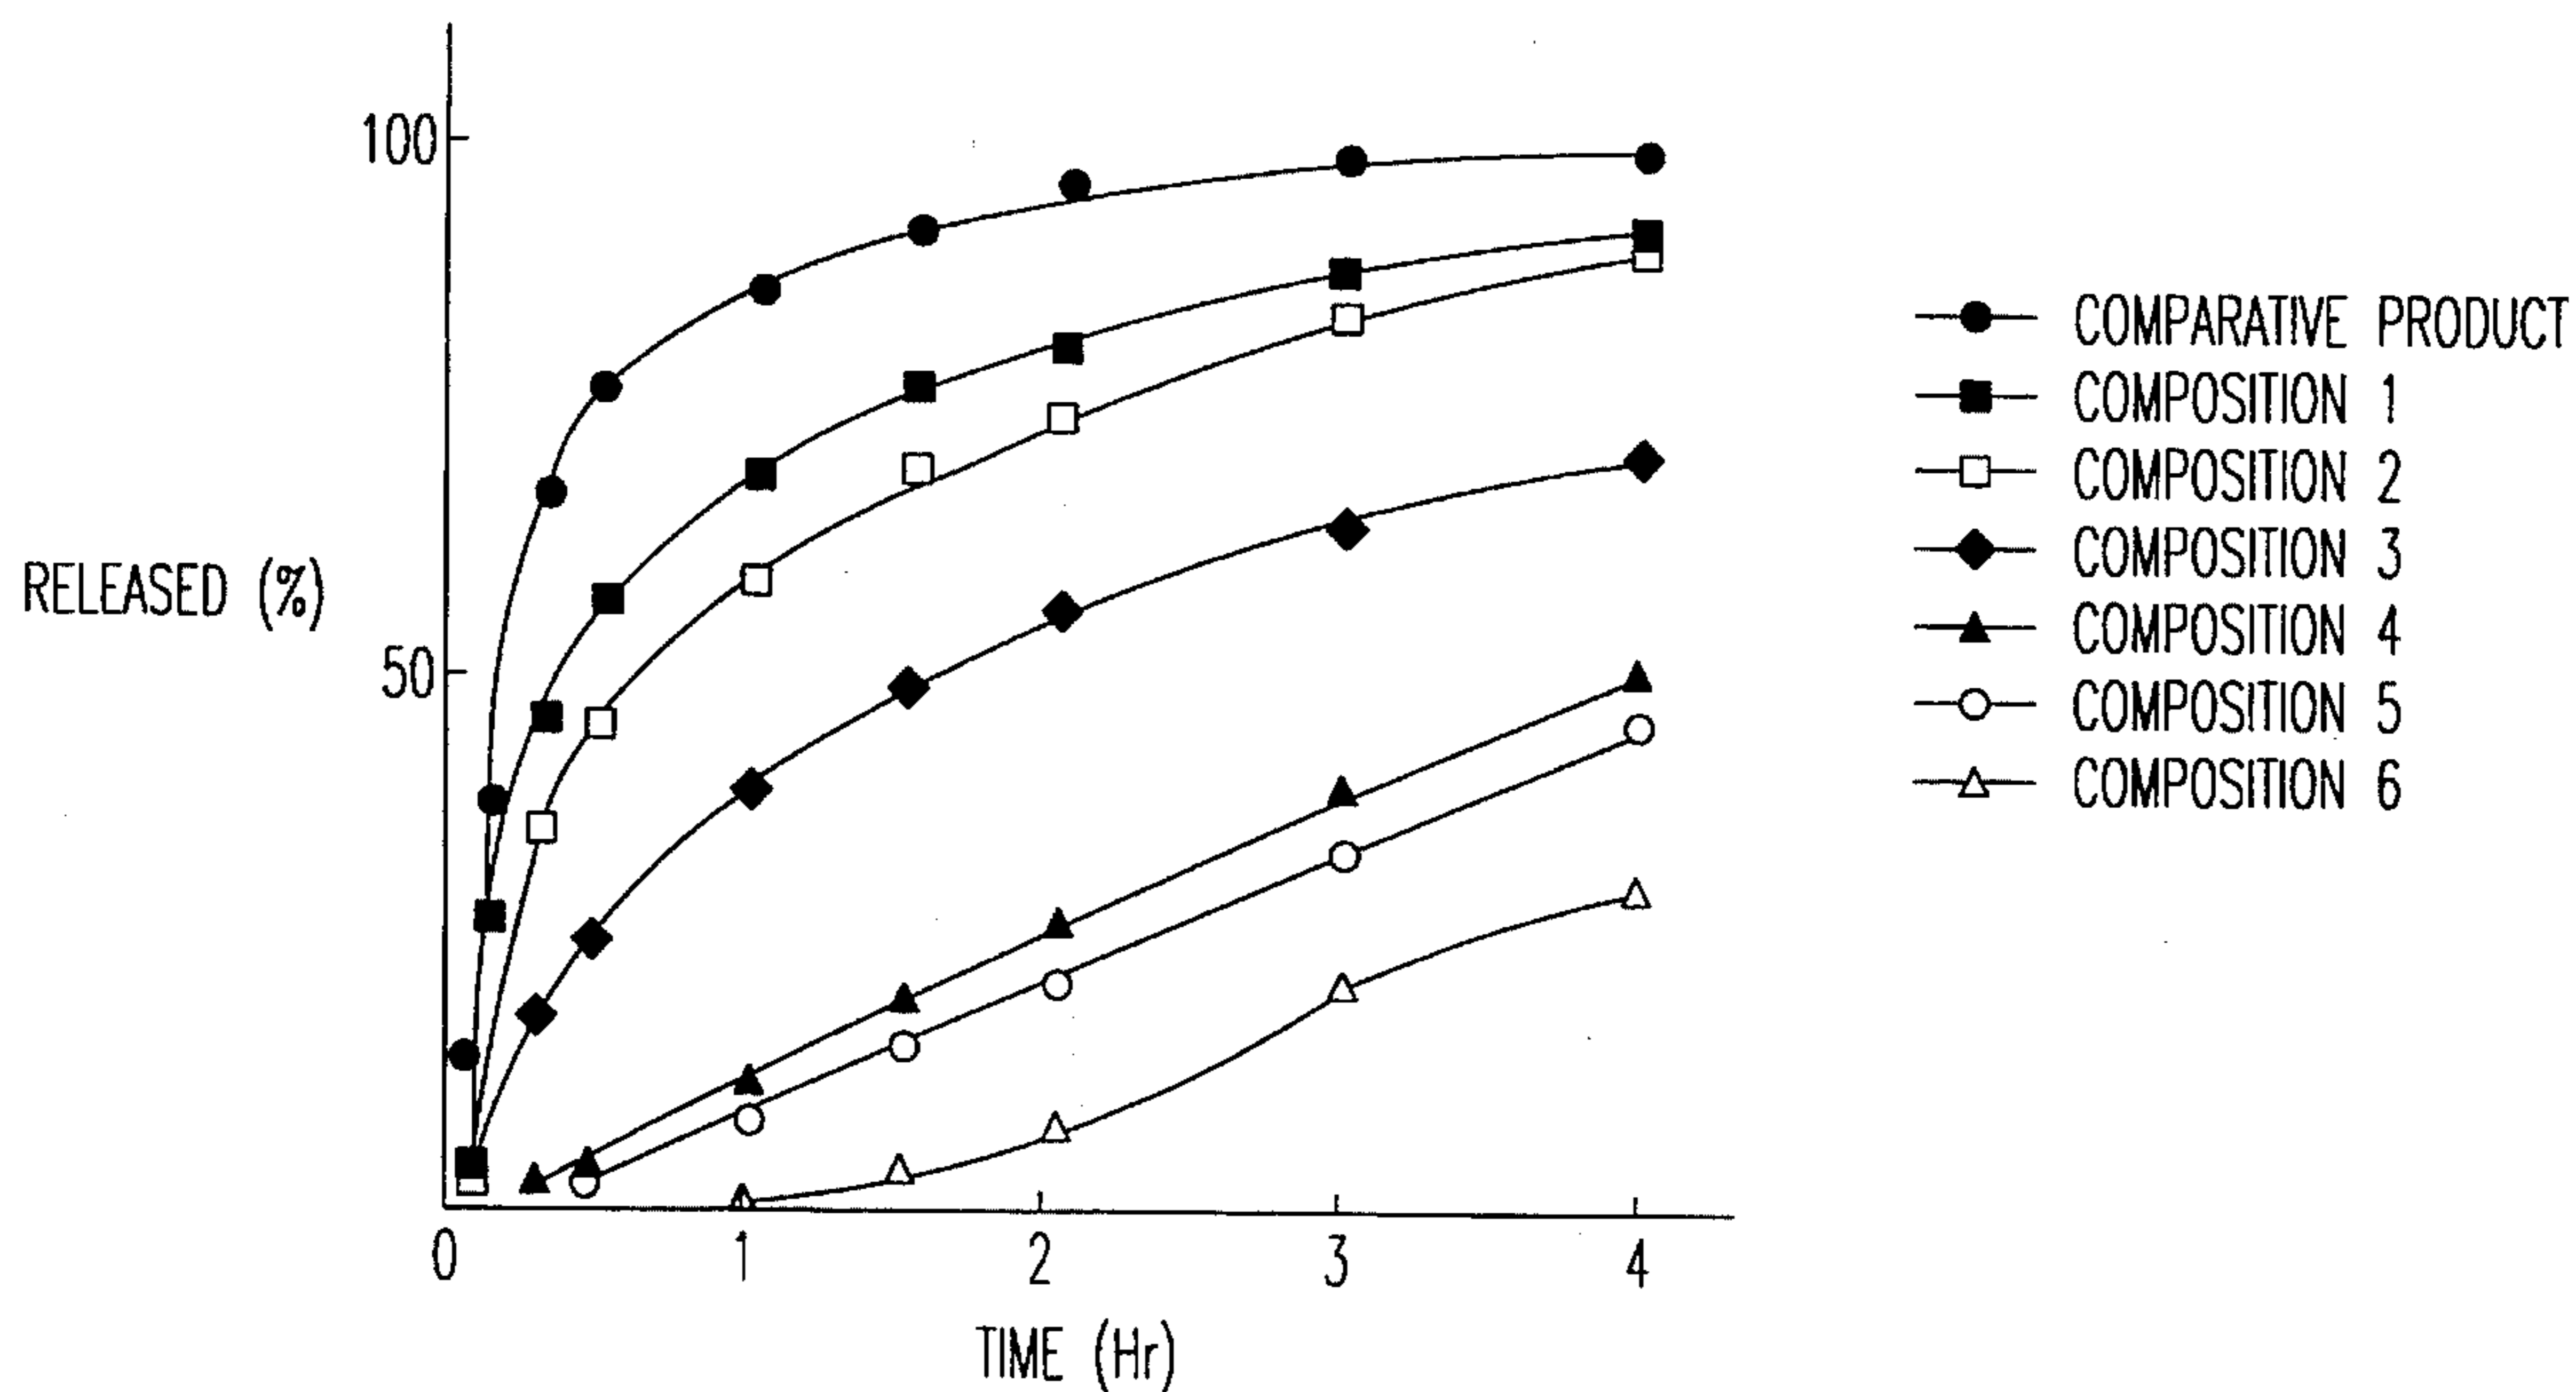 100
50
RELEASED (%)
0
1
2
3
4
TIME (Hr)
COMPARATIVE PRODUCT
COMPOSITION 1
COMPOSITION 2
COMPOSITION 3
COMPOSITION 4
COMPOSITION 5
COMPOSITION 6